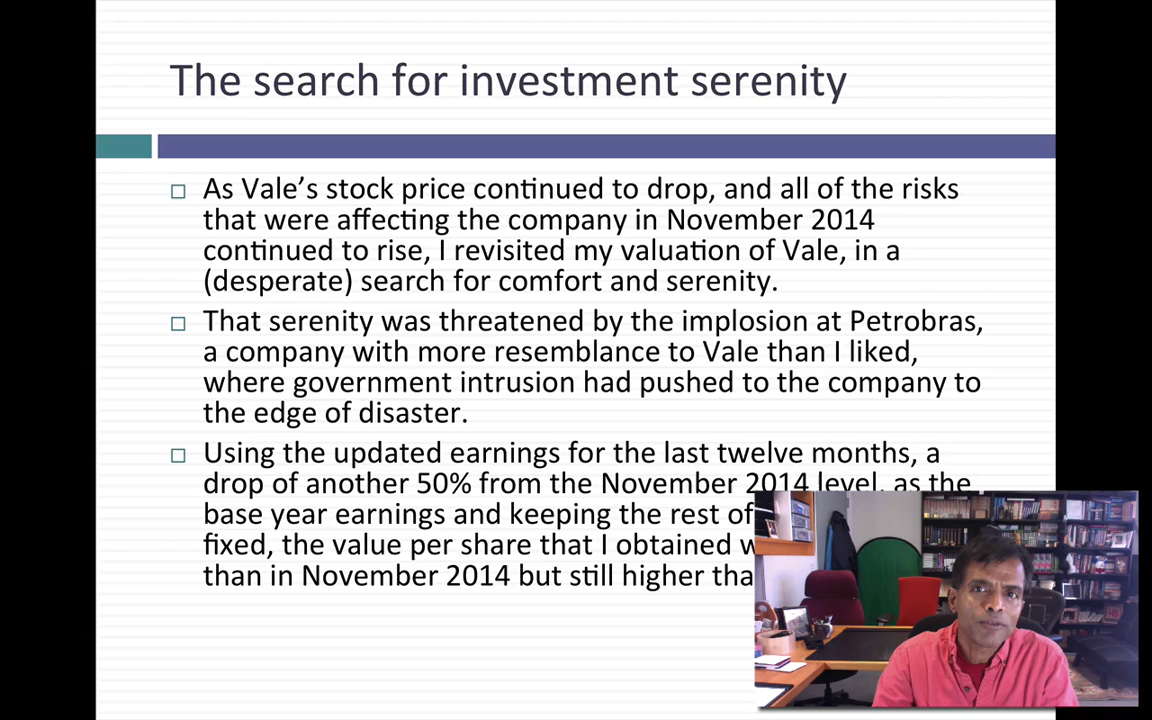 The search for investment serenity
As Vale's stock price continued to drop, and all of the risks
that were affecting the company in November 2014
continued to rise, I revisited my valuation of Vale, in a
(desperate) search for comfort and serenity.
That serenity was threatened by the implosion at Petrobras,
a company with more resemblance to Vale than I liked,
where government intrusion had pushed to the company to
the edge of disaster.
Using the updated earnings for the last twelve months, a
drop of another 50% from the November 2014 level, as the
base year earnings and keeping the rest of
fixed, the value per share that I obtained
than in November 2014 but still higher